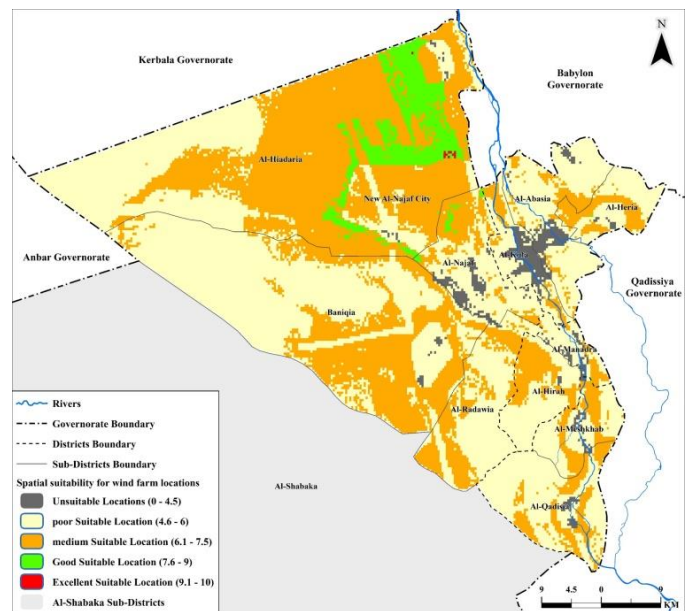 N
Kerbala Governorate
Babylon
Governorate
Al-Hiadaria
Al-Abasia
New Al-Najaf City
Al-Heria
Anbar Governorate
Al-Najaf
Al-Kufa
Qadissiya
Governorate
Baniqia
Al-Manadra
Al-Hirah
Al-Radawia
Al-Meshkhab
Al-Shabaka
Al-Qadisia
Rivers
Governorate Boundary
Districts Boundary
Sub-Districts Boundary
Spatial suitability for wind farm locations
Unsuitable Locations (0 - 4.5)
poor Suitable Location (4.6 - 6)
medium Suitable Location (6.1 - 7.5)
Good Suitable Location (7.6 - 9)
Excellent Suitable Location (9.1 - 10)
Al-Shabaka Sub-Districts
9 4.5 0 9
KM